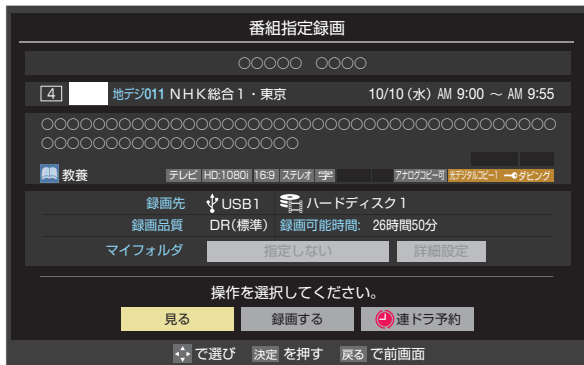 番組指定録画
○○○○○ ○○○○
4 地デジ011 NHK総合1・東京 10/10(水) AM 9:00 ～ AM 9:55
○○○○○○○○○○○○○○○○○○○○○○○○○○○○○○○○○○○○○○○○
○○○○○○○○○○○○○○○○○○○○
教養 テレビ HD:1080i 16:9 ステレオ 字 アナログコピー可 光デジタルコピー1 ダビング
録画先 USB1 ハードディスク1
録画品質 DR(標準) 録画可能時間: 26時間50分
マイフォルダ 指定しない 詳細設定
操作を選択してください。
見る 録画する 連ドラ予約
で選び 決定 を押す 戻る で前画面